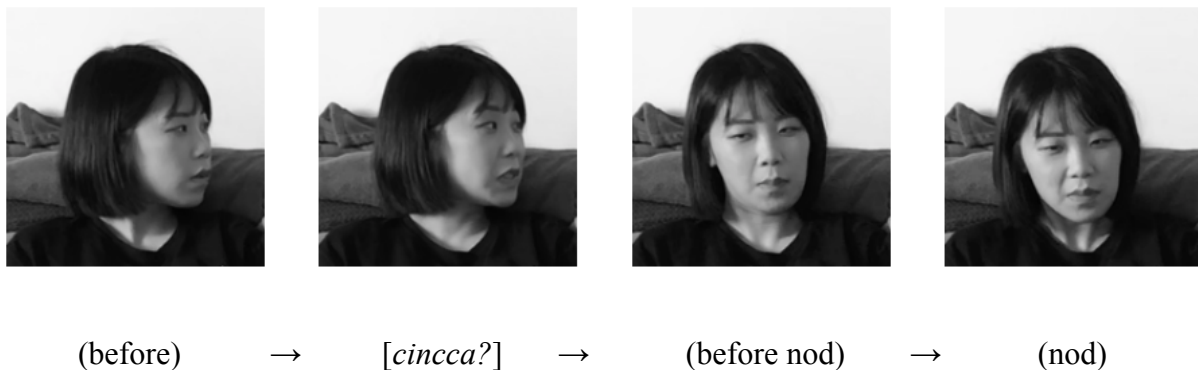 (before) → [cincca?] → (before nod) → (nod)